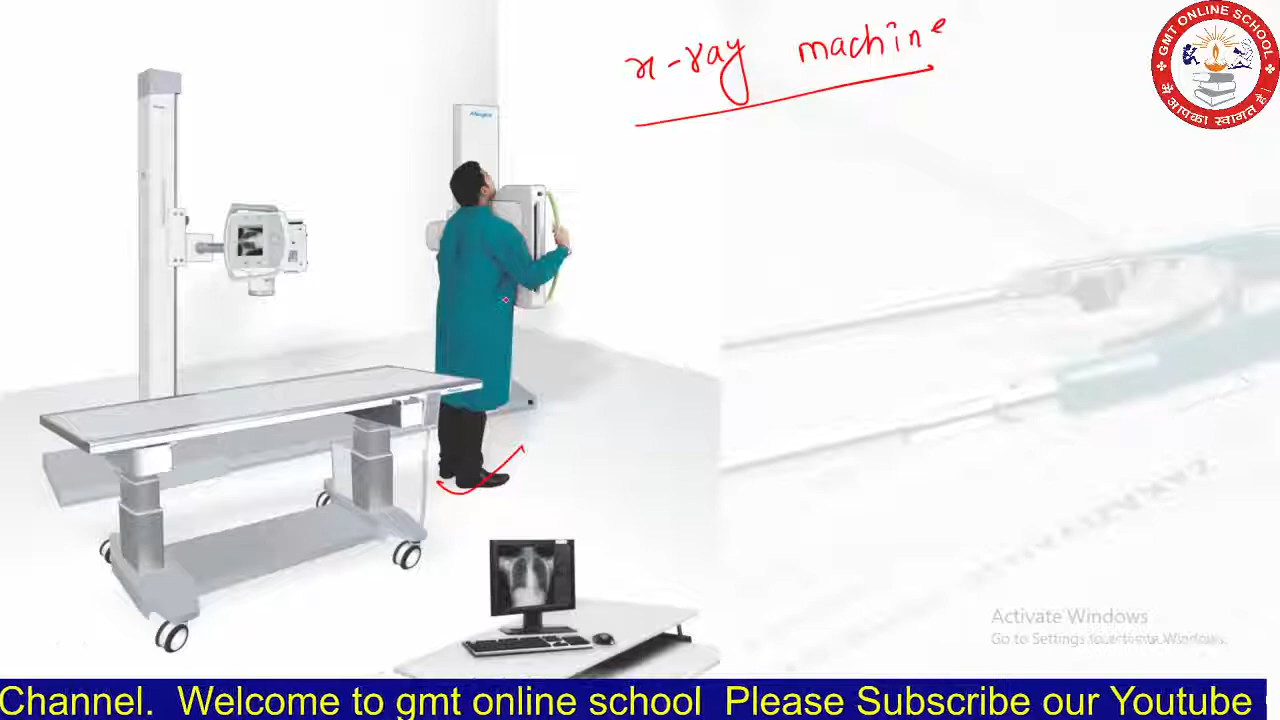 x-ray machine
GMT ONLINE SCHOOL
में आपका स्वागत है।
Activate Windows
Go to Settings to activate Windows.
Channel. Welcome to gmt online school Please Subscribe our Youtube